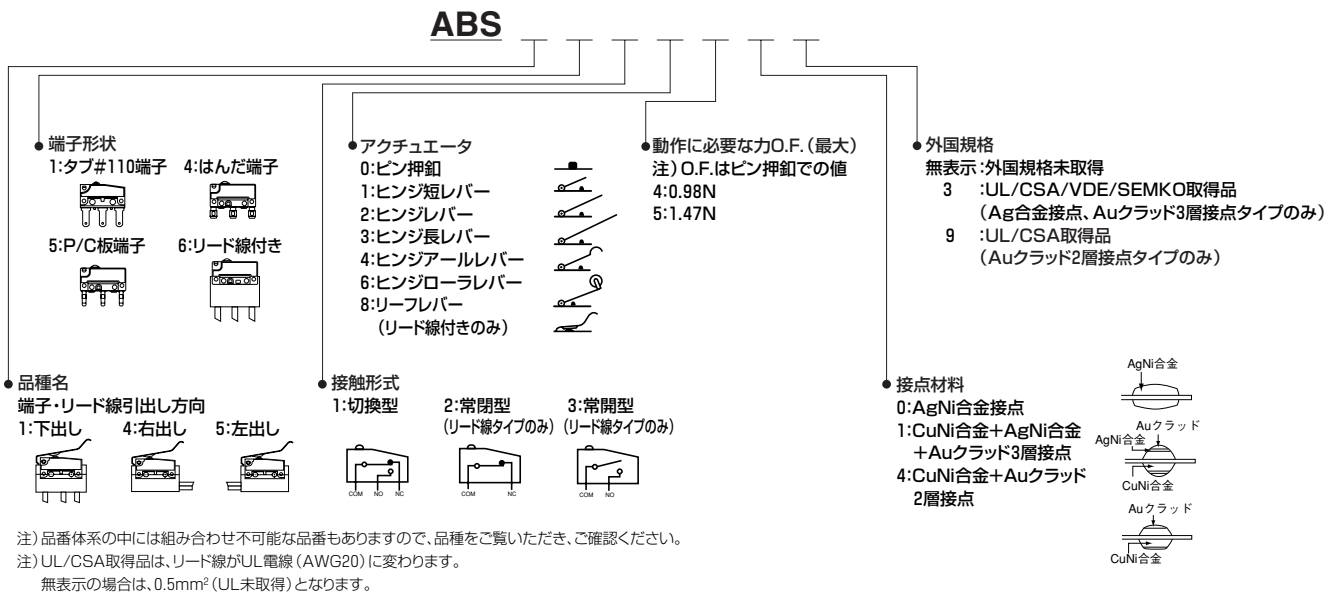 ABS
端子形状
1:タブ#110端子 4:はんだ端子
5:P/C板端子 6:リード線付き
アクチュエータ
0:ピン押釦
1:ヒンジ短レバー
2:ヒンジレバー
3:ヒンジ長レバー
4:ヒンジアールレバー
6:ヒンジローラレバー
8:リーフレバー
(リード線付きのみ)
動作に必要な力O.F.(最大)
注)O.F.はピン押釦での値
4:0.98N
5:1.47N
外国規格
無表示:外国規格未取得
3 :UL/CSA/VDE/SEMKO取得品
(Ag合金接点、Auクラッド3層接点タイプのみ)
9 :UL/CSA取得品
(Auクラッド2層接点タイプのみ)
品種名
端子・リード線引出し方向
1:下出し 4:右出し 5:左出し
接触形式
1:切換型 2:常閉型 3:常開型
(リード線タイプのみ) (リード線タイプのみ)
COM NO NC COM NC COM NO
接点材料
0:AgNi合金接点
1:CuNi合金+AgNi合金
+Auクラッド3層接点
4:CuNi合金+Auクラッド
2層接点
AgNi合金
Auクラッド
AgNi合金
CuNi合金
Auクラッド
CuNi合金
注)品番体系の中には組み合わせ不可能な品番もありますので、品種をご覧いただき、ご確認ください。
注)UL/CSA取得品は、リード線がUL電線(AWG20)に変わります。
無表示の場合は、0.5mm²(UL未取得)となります。